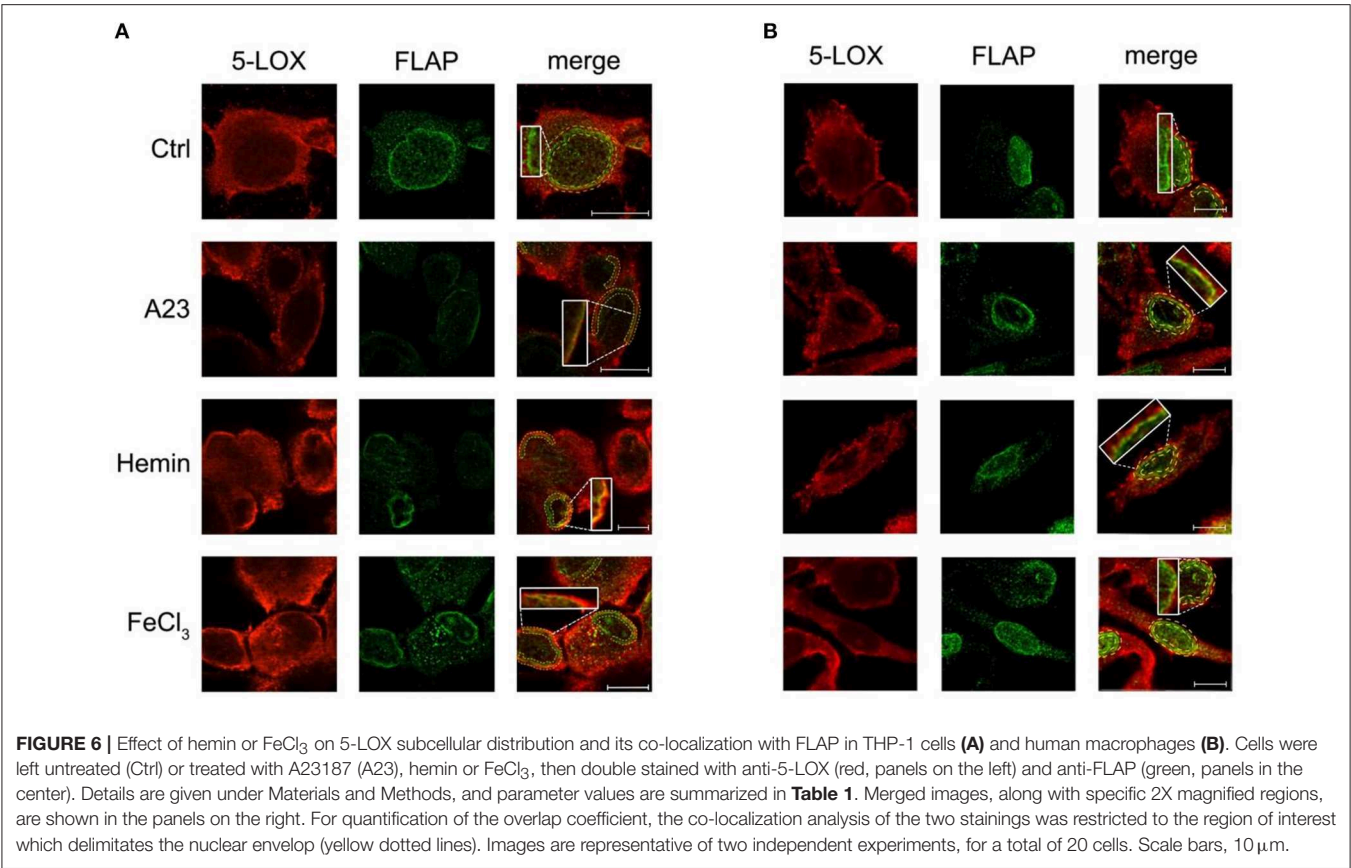 A
5-LOX FLAP merge
Ctrl
A23
Hemin
FeCl3
B
5-LOX FLAP merge
FIGURE 6 | Effect of hemin or FeCl3 on 5-LOX subcellular distribution and its co-localization with FLAP in THP-1 cells (A) and human macrophages (B). Cells were
left untreated (Ctrl) or treated with A23187 (A23), hemin or FeCl3, then double stained with anti-5-LOX (red, panels on the left) and anti-FLAP (green, panels in the
center). Details are given under Materials and Methods, and parameter values are summarized in Table 1. Merged images, along with specific 2X magnified regions,
are shown in the panels on the right. For quantification of the overlap coefficient, the co-localization analysis of the two stainings was restricted to the region of interest
which delimitates the nuclear envelop (yellow dotted lines). Images are representative of two independent experiments, for a total of 20 cells. Scale bars, 10 μm.